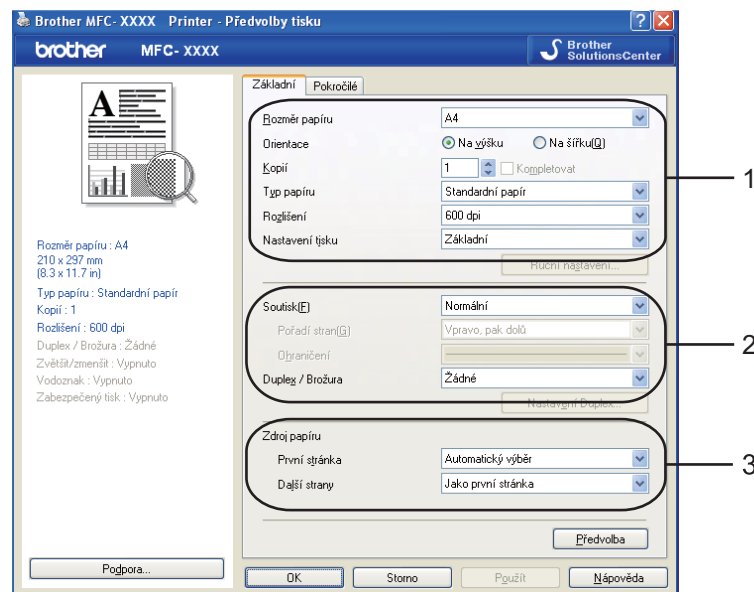 Brother MFC- XXXX Printer - Předvolby tisku
brother MFC- XXXX
Brother
SolutionsCenter
A
Rozměr papíru : A4
210 x 297 mm
(8.3 x 11.7 in)
Typ papíru : Standardní papír
Kopií : 1
Rozlišení : 600 dpi
Duplex / Brožura : Žádné
Zvětšit/zmenšit : Vypnuto
Vodoznak : Vypnuto
Zabezpečený tisk : Vypnuto
Podpora...
Základní Pokročilé
Rozměr papíru A4
Orientace Na výšku Na šířku(Q)
Kopií 1 Kompletovat
Typ papíru Standardní papír
Rozlišení 600 dpi
Nastavení tisku Základní
Ruční nastavení...
1
Soutisk(F) Normální
Pořadí stran(G) Vpravo, pak dolů
Ohraničení
Duplex / Brožura Žádné
Nastavení Duplex...
2
Zdroj papíru
První stránka Automatický výběr
Další strany Jako první stránka
3
Předvolba
OK Storno Použít Nápověda